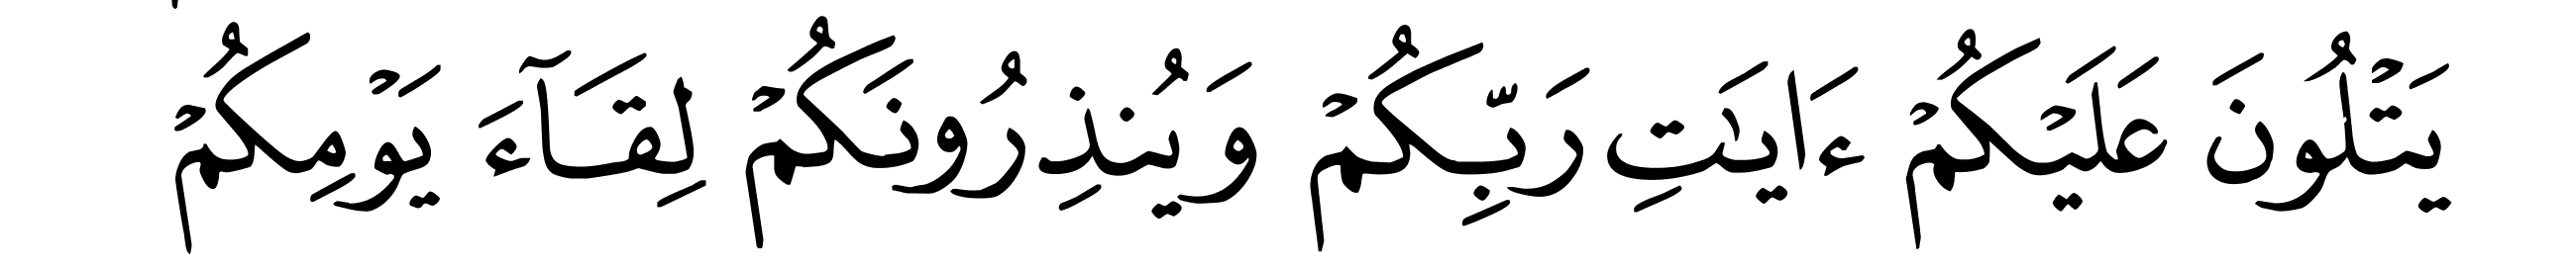 يَتْلُونَ عَلَيْكُمْ ءَايَٰتِ رَبِّكُمْ وَيُنذِرُونَكُمْ لِقَآءَ يَوْمِكُمْ